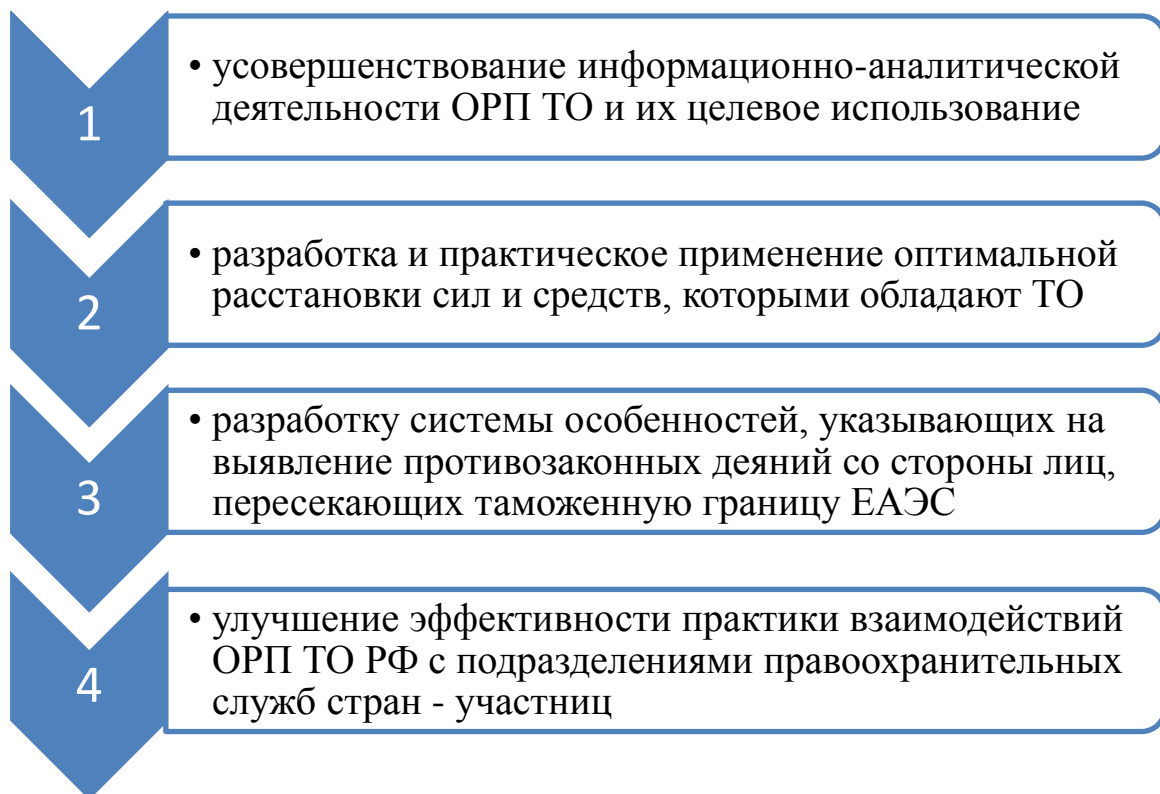 1
• усовершенствование информационно-аналитической
деятельности ОРП ТО и их целевое использование
2
• разработка и практическое применение оптимальной
расстановки сил и средств, которыми обладают ТО
3
• разработку системы особенностей, указывающих на
выявление противозаконных деяний со стороны лиц,
пересекающих таможенную границу ЕАЭС
4
• улучшение эффективности практики взаимодействий
ОРП ТО РФ с подразделениями правоохранительных
служб стран - участниц